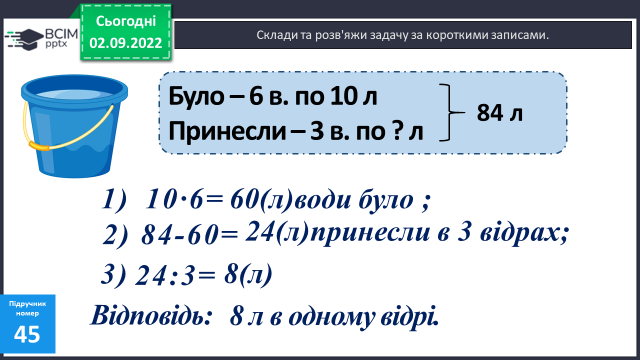 Сьогодні
02.09.2022
BCIM
pptx
Склади та розв'яжи задачу за короткими записами.
Було – 6 в. по 10 л
Принесли – 3 в. по ? л
84 л
1) 10·6= 60(л)води було ;
2) 84-60= 24(л)принесли в 3 відрах;
3) 24:3= 8(л)
Відповідь: 8 л в одному відрі.
Підручник
номер
45